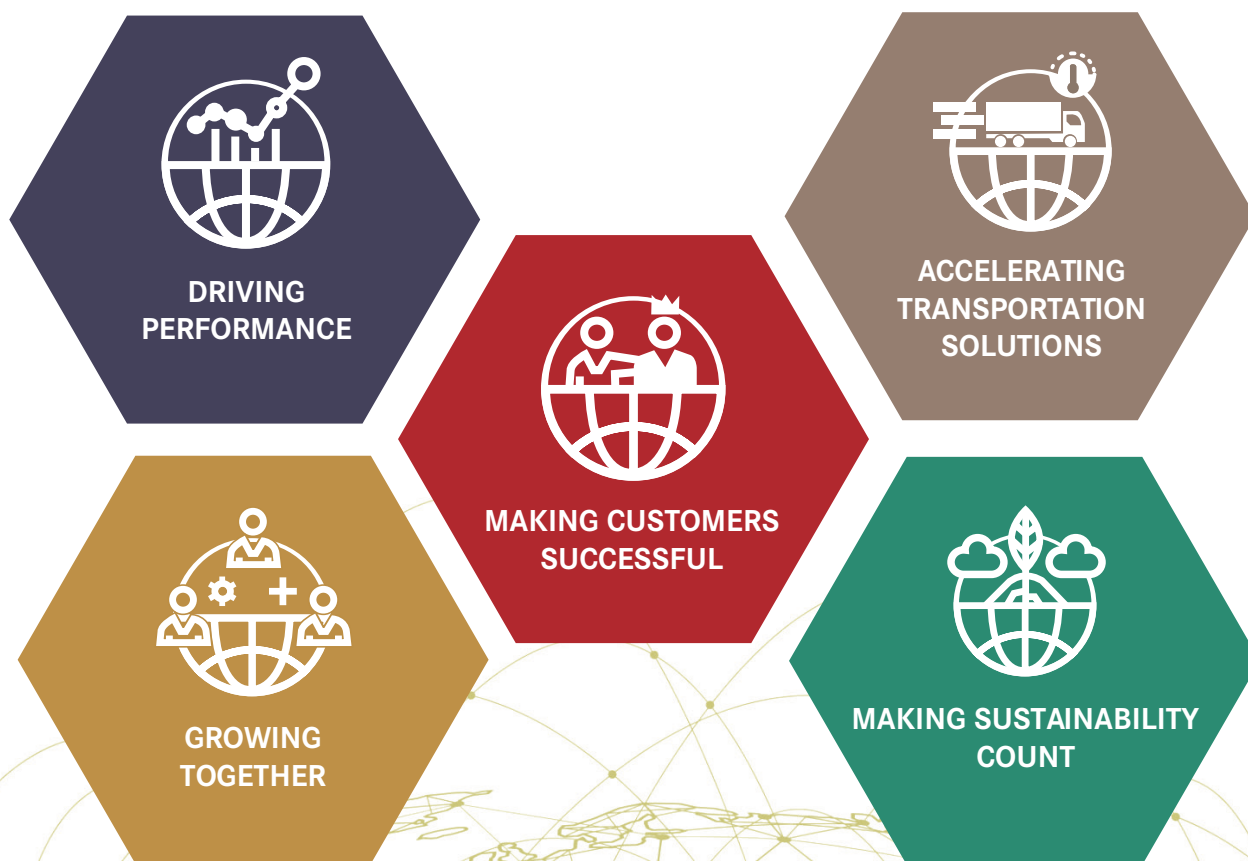 DRIVING
PERFORMANCE
ACCELERATING
TRANSPORTATION
SOLUTIONS
MAKING CUSTOMERS
SUCCESSFUL
GROWING
TOGETHER
MAKING SUSTAINABILITY
COUNT